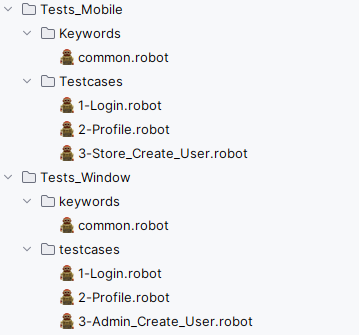 Tests_Mobile
Keywords
common.robot
Testcases
1-Login.robot
2-Profile.robot
3-Store_Create_User.robot
Tests_Window
keywords
common.robot
testcases
1-Login.robot
2-Profile.robot
3-Admin_Create_User.robot